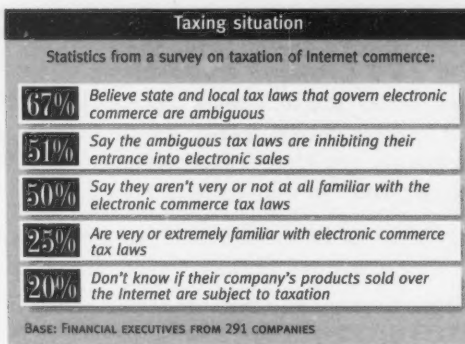 Taxing situation
Statistics from a survey on taxation of Internet commerce:
67% Believe state and local tax laws that govern electronic
commerce are ambiguous
51% Say the ambiguous tax laws are inhibiting their
entrance into electronic sales
50% Say they aren't very or not at all familiar with the
electronic commerce tax laws
25% Are very or extremely familiar with electronic commerce
tax laws
20% Don't know if their company's products sold over
the Internet are subject to taxation
BASE: FINANCIAL EXECUTIVES FROM 291 COMPANIES